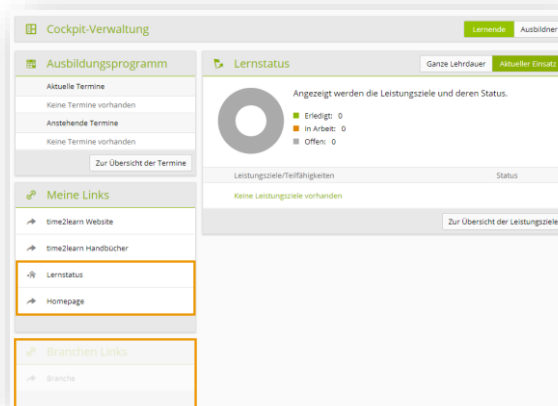 Cockpit-Verwaltung
Lernende
Ausbildner
Ausbildungsprogramm
Aktuelle Termine
Keine Termine vorhanden
Anstehende Termine
Keine Termine vorhanden
Zur Übersicht der Termine
Meine Links
time2learn Website
time2learn Handbücher
Lernstatus
Homepage
Branchen Links
Branche
Lernstatus
Ganze Lehrdauer
Aktueller Einsatz
Angezeigt werden die Leistungsziele und deren Status.
Erledigt: 0
In Arbeit: 0
Offen: 0
Leistungsziele/Teilfähigkeiten Status
Keine Leistungsziele vorhanden
Zur Übersicht der Leistungsziele